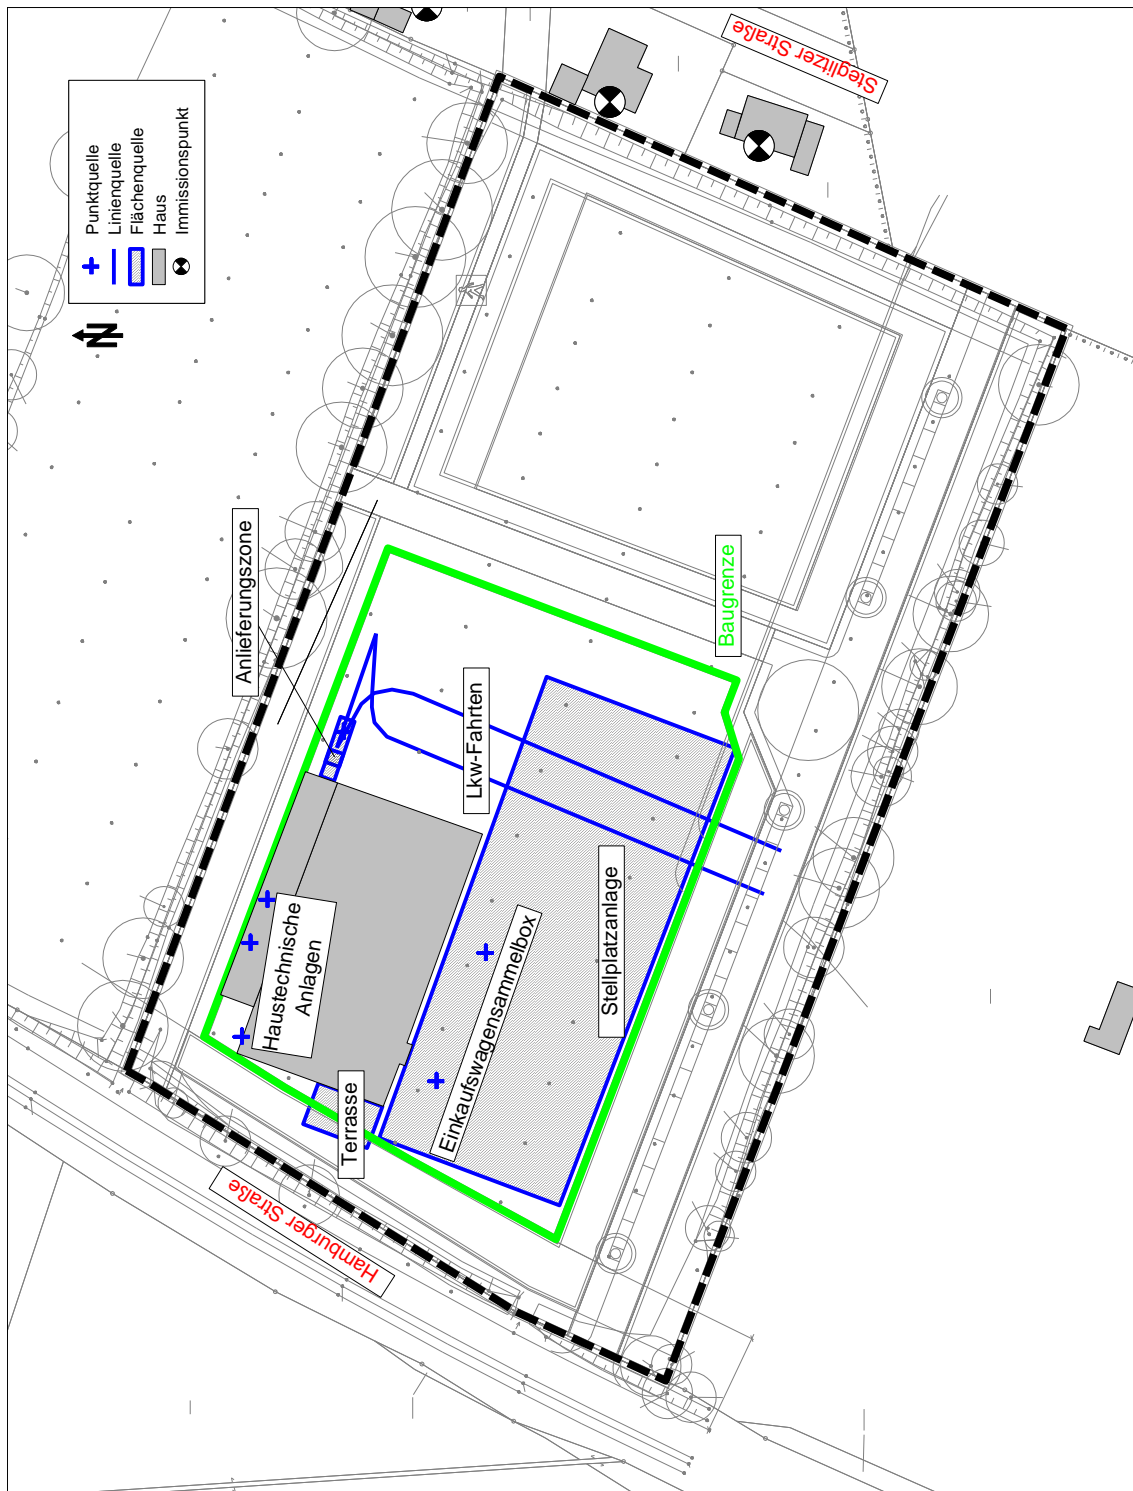 Punktquelle
Linienquelle
Flächenquelle
Haus
Immissionspunkt
N
Steglitzer Straße
Anlieferungszone
Baugrenze
Lkw-Fahrten
Haustechnische
Anlagen
Einkaufswagensammelbox
Stellplatzanlage
Terrasse
Hamburger Straße